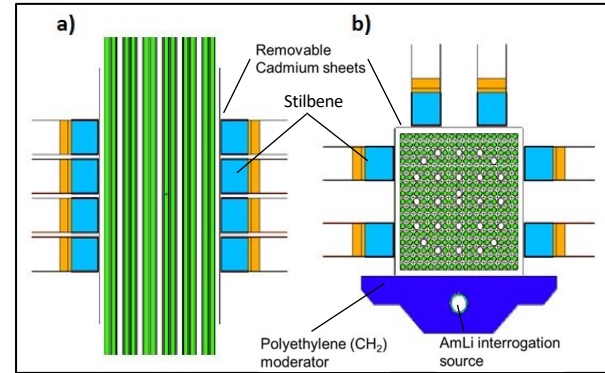 a)
b)
Removable
Cadmium sheets
Stilbene
Polyethylene (CH₂)
moderator
AmLi interrogation
source